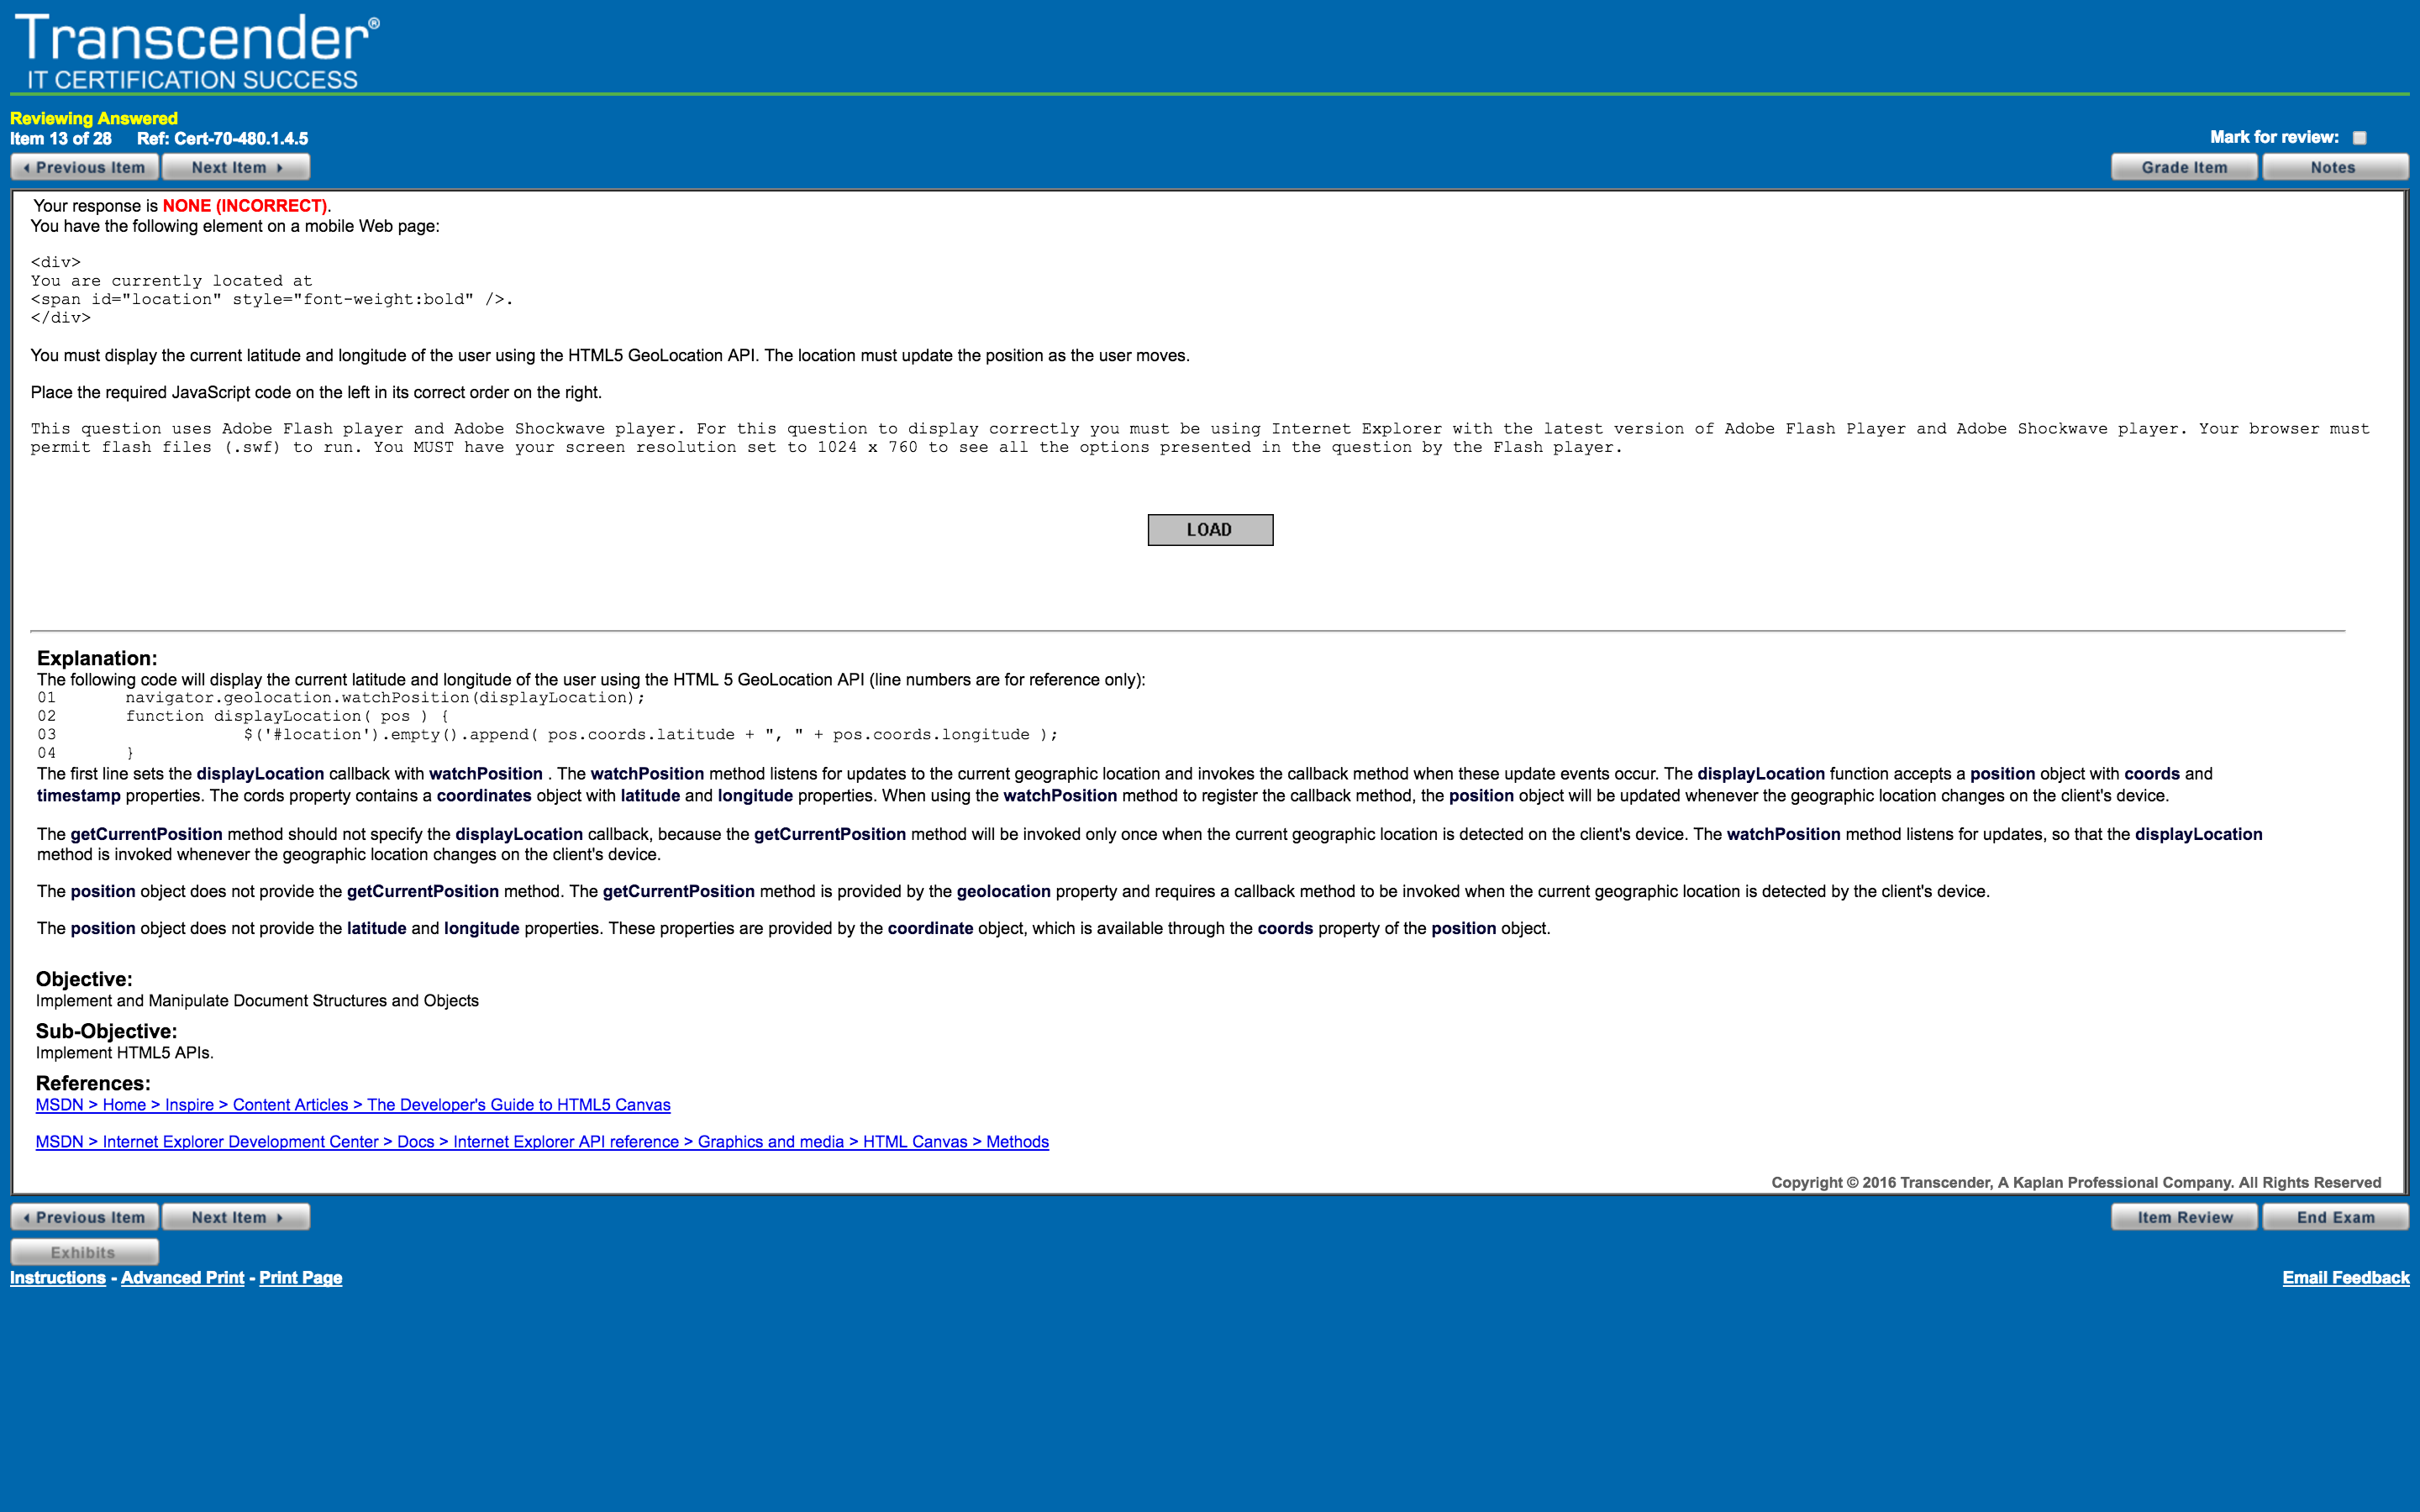 Transcender®
IT CERTIFICATION SUCCESS
Reviewing Answered
Item 13 of 28 Ref: Cert-70-480.1.4.5
Mark for review:
Previous Item Next Item Grade Item Notes
Your response is NONE (INCORRECT).
You have the following element on a mobile Web page:
<div>
You are currently located at
<span id="location" style="font-weight:bold" />.
</div>
You must display the current latitude and longitude of the user using the HTML5 GeoLocation API. The location must update the position as the user moves.
Place the required JavaScript code on the left in its correct order on the right.
This question uses Adobe Flash player and Adobe Shockwave player. For this question to display correctly you must be using Internet Explorer with the latest version of Adobe Flash Player and Adobe Shockwave player. Your browser must
permit flash files (.swf) to run. You MUST have your screen resolution set to 1024 x 760 to see all the options presented in the question by the Flash player.
LOAD
Explanation:
The following code will display the current latitude and longitude of the user using the HTML 5 GeoLocation API (line numbers are for reference only):
01 navigator.geolocation.watchPosition(displayLocation);
02 function displayLocation( pos ) {
03 $('#location').empty().append( pos.coords.latitude + ", " + pos.coords.longitude );
04 }
The first line sets the displayLocation callback with watchPosition . The watchPosition method listens for updates to the current geographic location and invokes the callback method when these update events occur. The displayLocation function accepts a position object with coords and
timestamp properties. The cords property contains a coordinates object with latitude and longitude properties. When using the watchPosition method to register the callback method, the position object will be updated whenever the geographic location changes on the client's device.
The getCurrentPosition method should not specify the displayLocation callback, because the getCurrentPosition method will be invoked only once when the current geographic location is detected on the client's device. The watchPosition method listens for updates, so that the displayLocation
method is invoked whenever the geographic location changes on the client's device.
The position object does not provide the getCurrentPosition method. The getCurrentPosition method is provided by the geolocation property and requires a callback method to be invoked when the current geographic location is detected by the client's device.
The position object does not provide the latitude and longitude properties. These properties are provided by the coordinate object, which is available through the coords property of the position object.
Objective:
Implement and Manipulate Document Structures and Objects
Sub-Objective:
Implement HTML5 APIs.
References:
MSDN > Home > Inspire > Content Articles > The Developer's Guide to HTML5 Canvas
MSDN > Internet Explorer Development Center > Docs > Internet Explorer API reference > Graphics and media > HTML Canvas > Methods
Copyright © 2016 Transcender, A Kaplan Professional Company. All Rights Reserved
Previous Item Next Item Item Review End Exam
Exhibits
Instructions - Advanced Print - Print Page Email Feedback